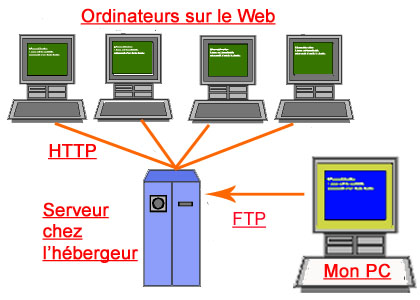 Ordinateurs sur le Web
HTTP
Serveur
chez
l'hébergeur
FTP
Mon PC